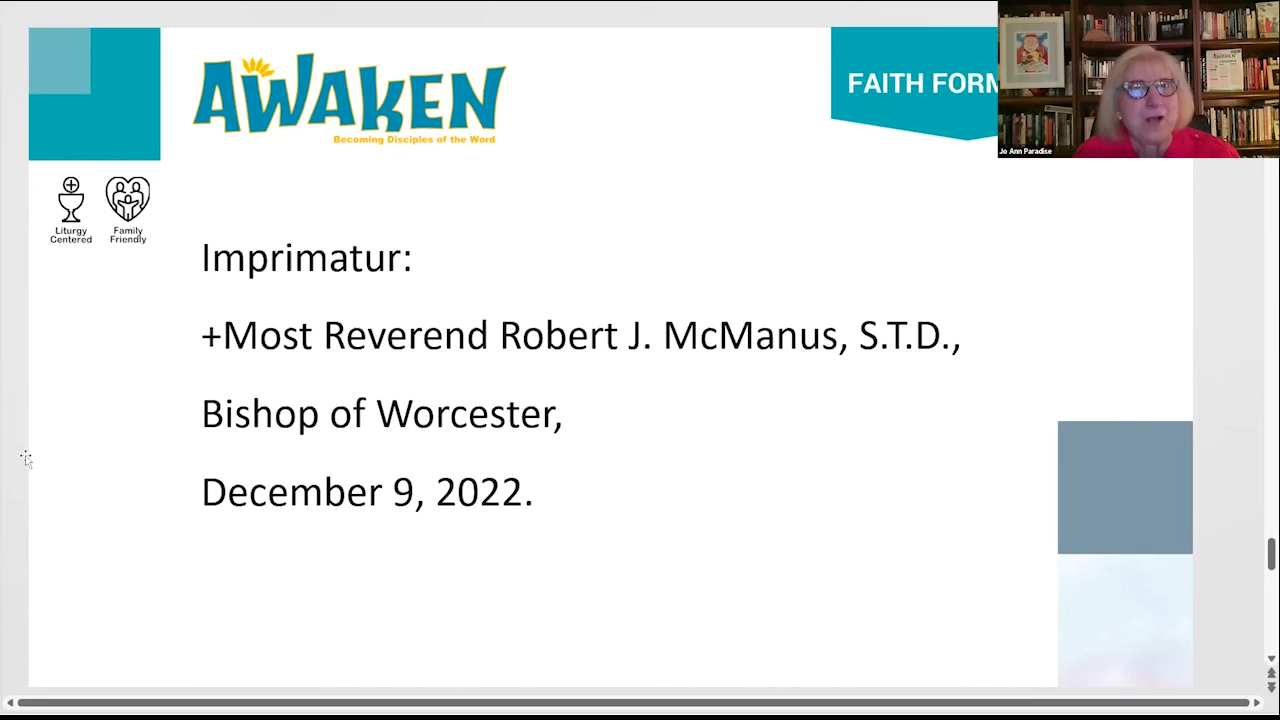 AWAKEN
Becoming Disciples of the Word
FAITH FORM
Jo Ann Paradise
Liturgy
Centered
Family
Friendly
Imprimatur:
+Most Reverend Robert J. McManus, S.T.D.,
Bishop of Worcester,
December 9, 2022.